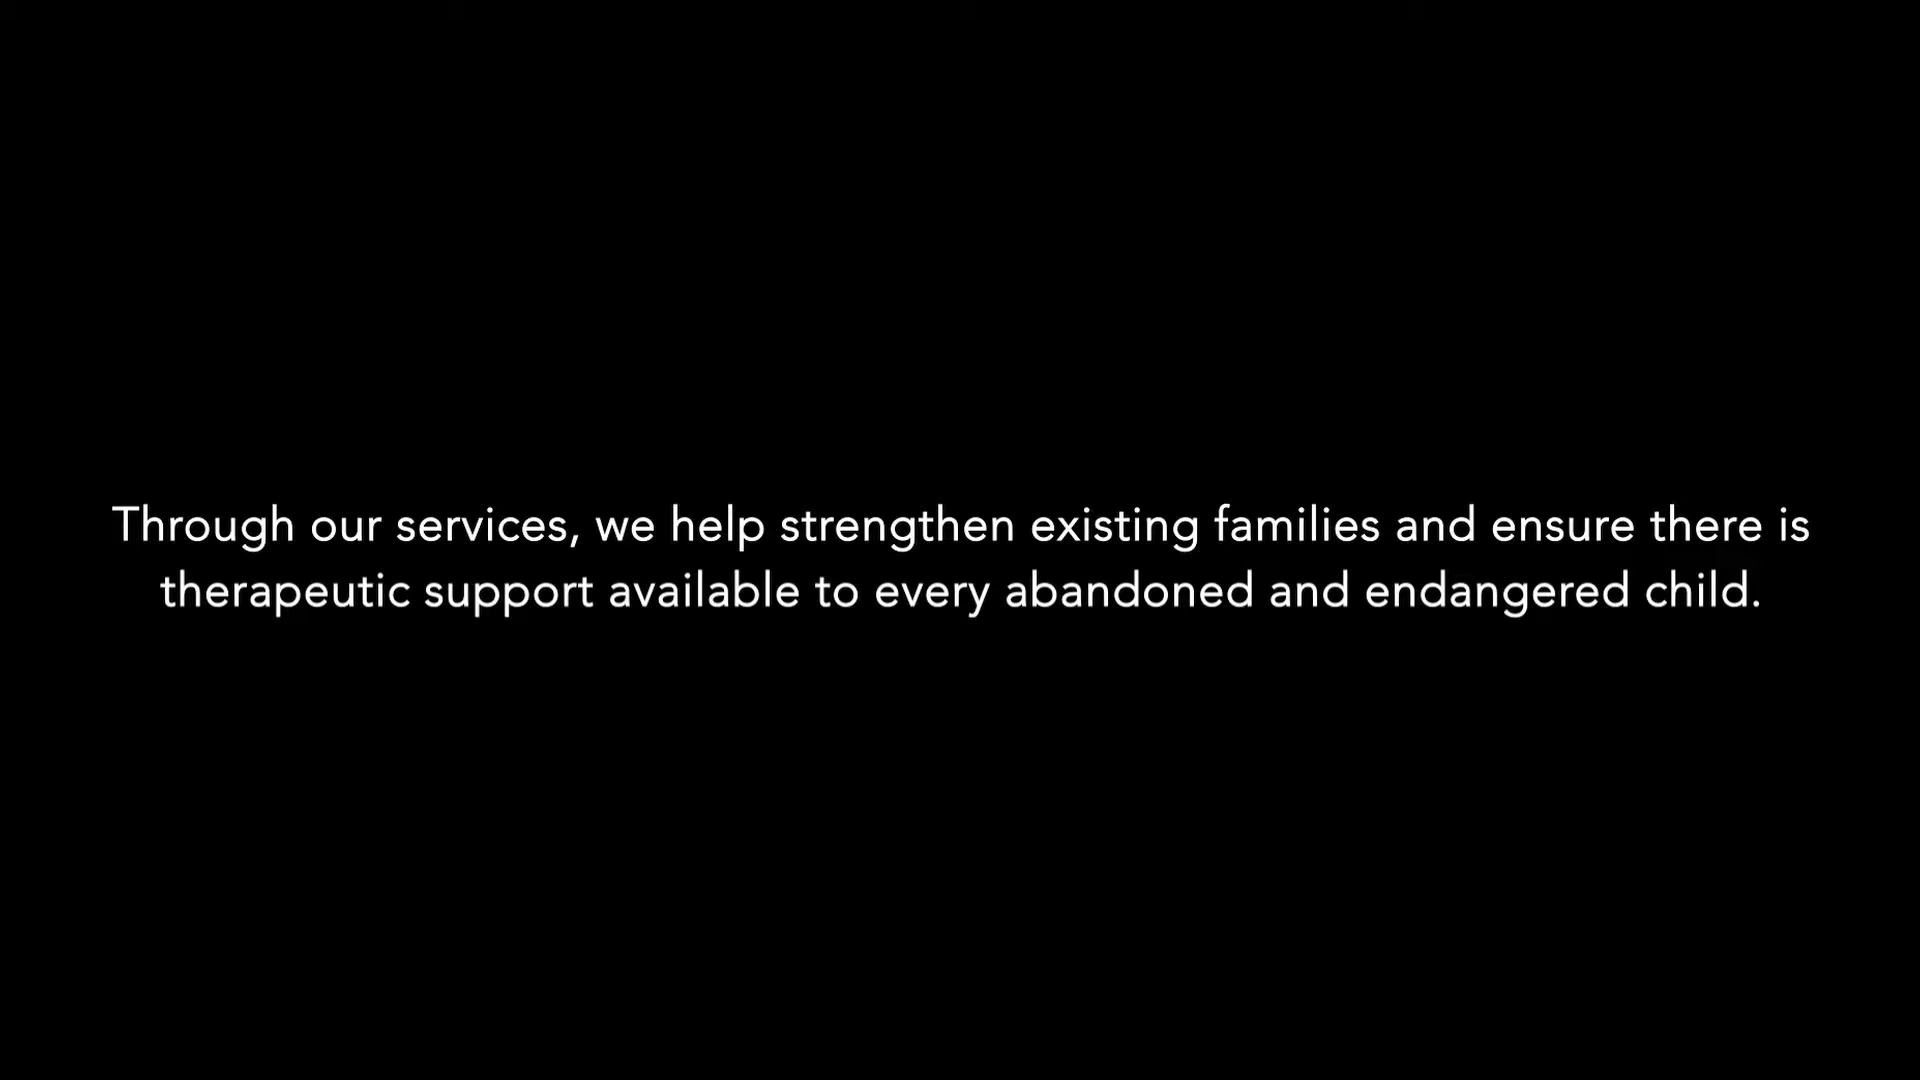 Through our services, we help strengthen existing families and ensure there is
therapeutic support available to every abandoned and endangered child.